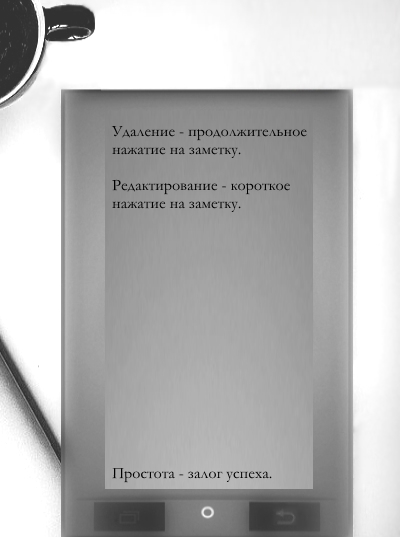 Удаление - продолжительное
нажатие на заметку.
Редактирование - короткое
нажатие на заметку.
Простота - залог успеха.